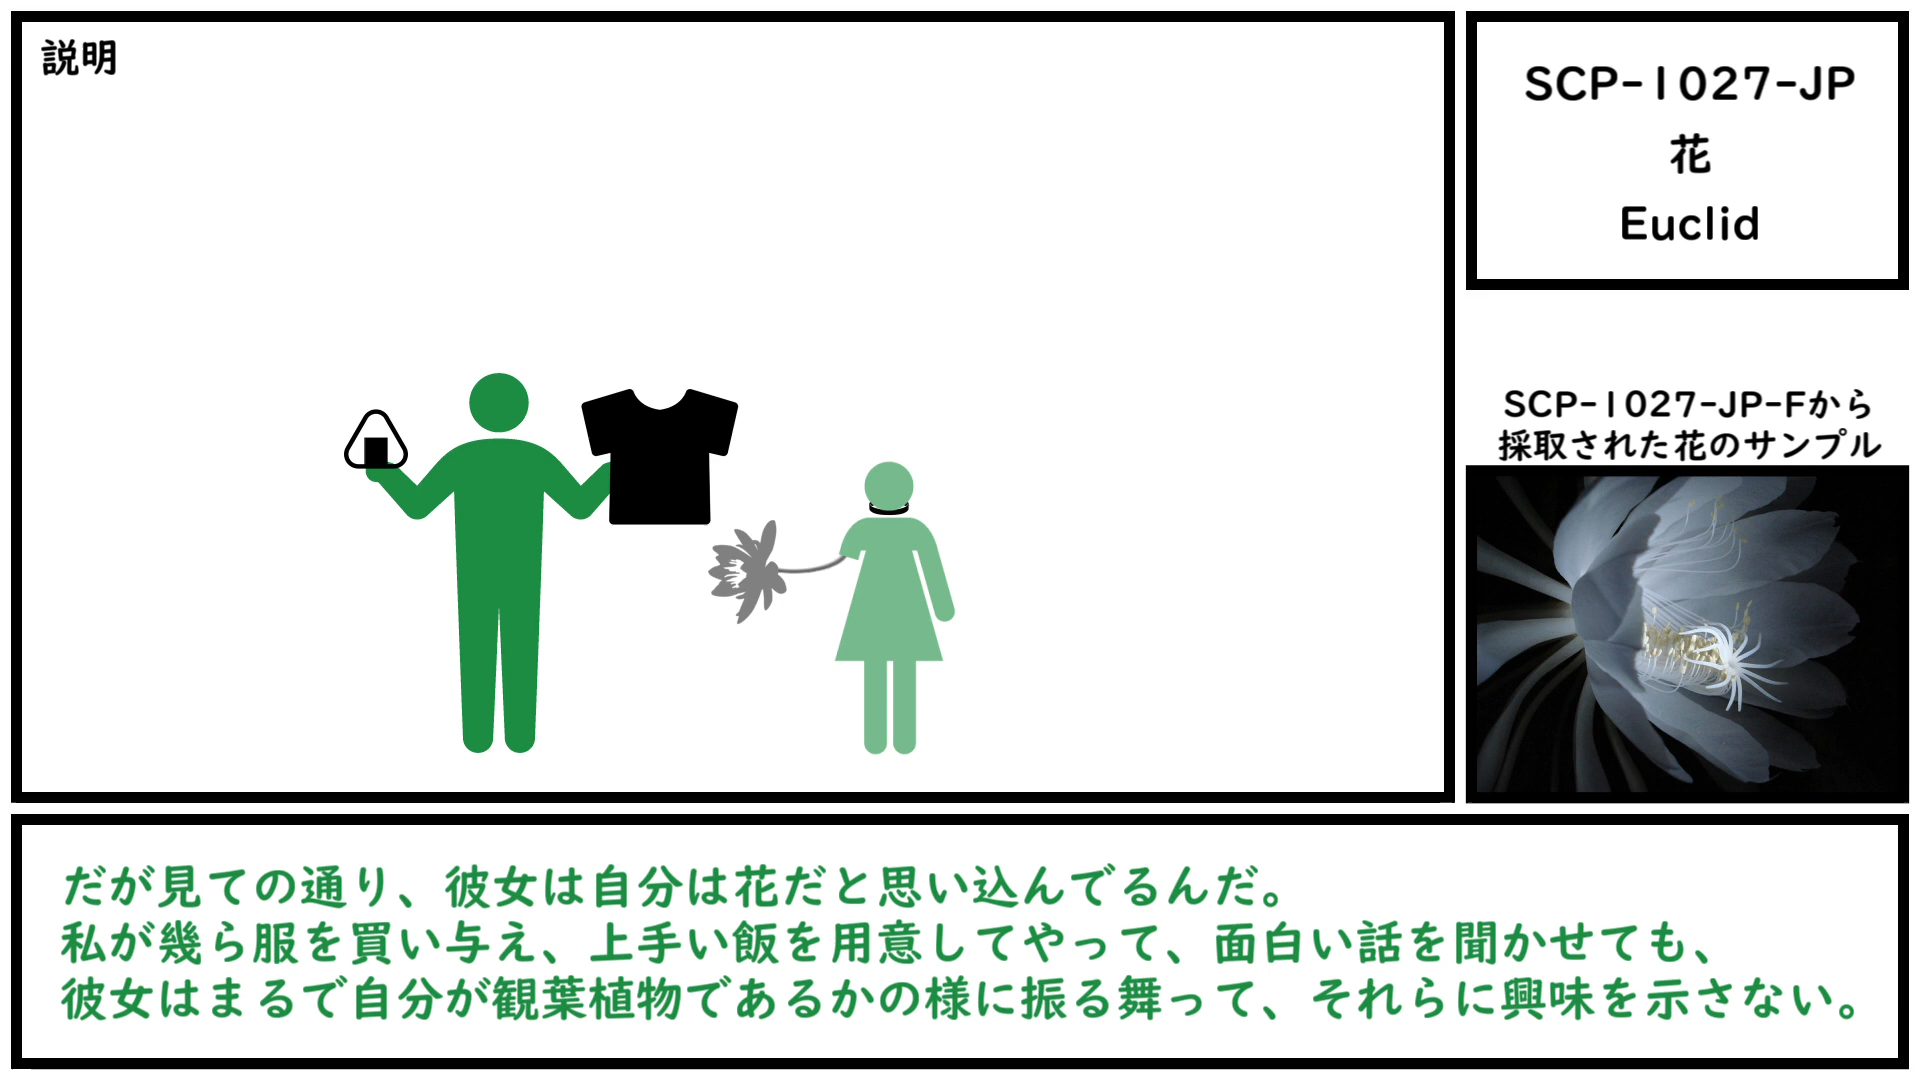 説明
SCP-1027-JP
花
Euclid
SCP-1027-JP-Fから
採取された花のサンプル
だが見ての通り、彼女は自分は花だと思い込んでるんだ。
私が幾ら服を買い与え、上手い飯を用意してやって、面白い話を聞かせても、
彼女はまるで自分が観葉植物であるかの様に振る舞って、それらに興味を示さない。